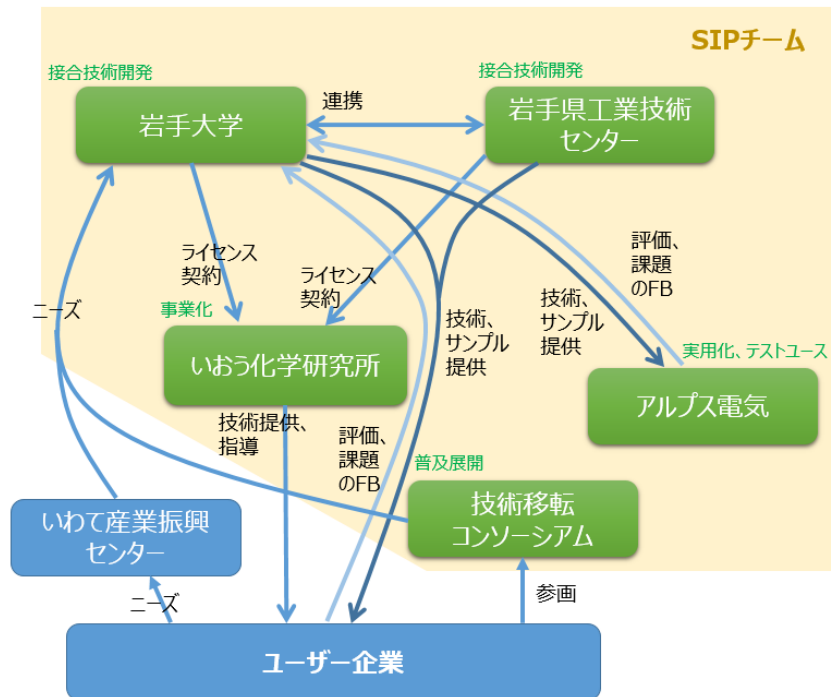 SIPチーム
接合技術開発
岩手大学
連携
接合技術開発
岩手県工業技術
センター
ライセンス
契約
ライセンス
契約
ニーズ
事業化
いおう化学研究所
技術、
サンプル
提供
技術、
サンプル
提供
評価、
課題
のFB
実用化、テストユース
アルプス電気
技術提供、
指導
評価、
課題
のFB
普及展開
技術移転
コンソーシアム
いわて産業振興
センター
ニーズ
参画
ユーザー企業